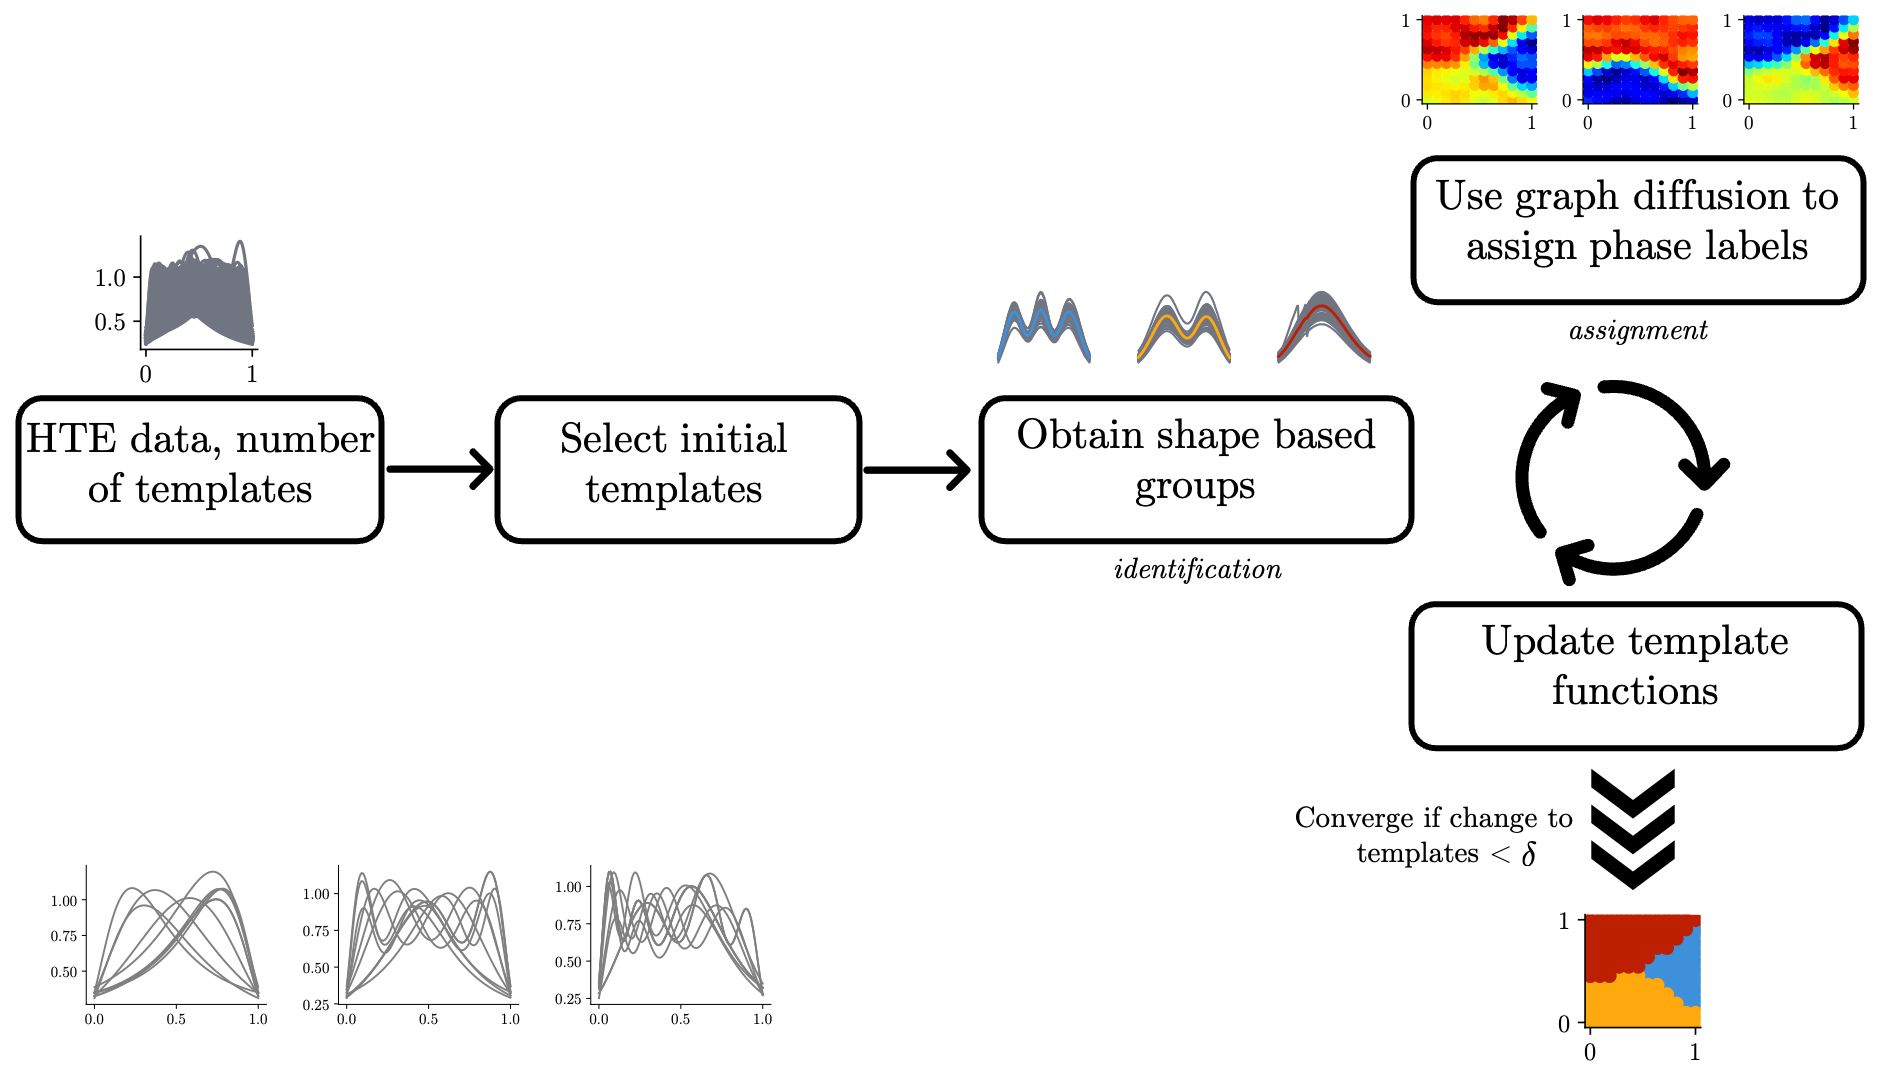 1
0
0 1
1
0
0 1
1
0
0 1
Use graph diffusion to
assign phase labels
assignment
1.0
0.5
0 1
HTE data, number
of templates
Select initial
templates
Obtain shape based
groups
identification
Update template
functions
Converge if change to
templates < δ
1.00
0.75
0.50
0.0 0.5 1.0
1.00
0.75
0.50
0.25
0.0 0.5 1.0
1.00
0.75
0.50
0.25
0.0 0.5 1.0
1
0
0 1